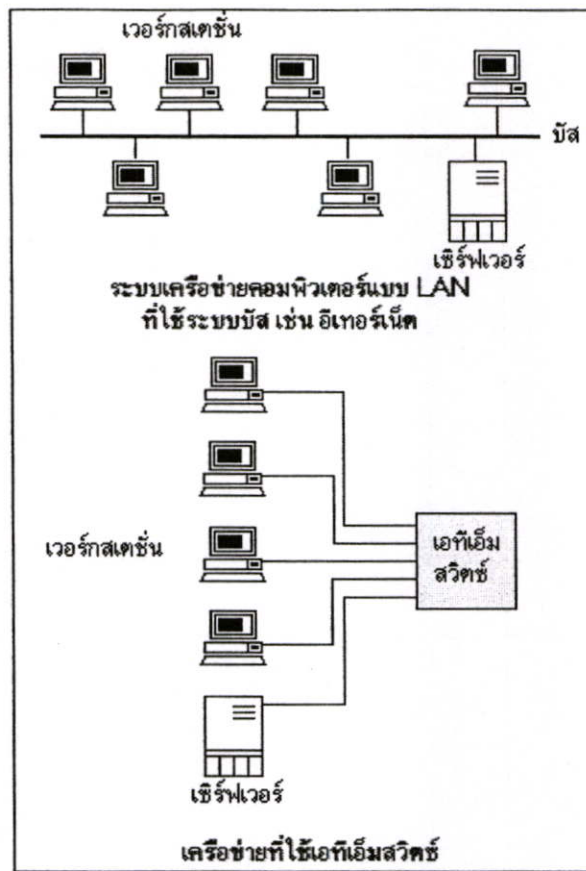 เวอร์กสเตชั่น
บัส
เซิร์ฟเวอร์
ระบบเครือข่ายคอมพิวเตอร์แบบ LAN
ที่ใช้ระบบบัส เช่น อีเทอร์เน็ต
เวอร์กสเตชั่น
เอทีเอ็ม
สวิตช์
เซิร์ฟเวอร์
เครือข่ายที่ใช้เอทีเอ็มสวิตช์